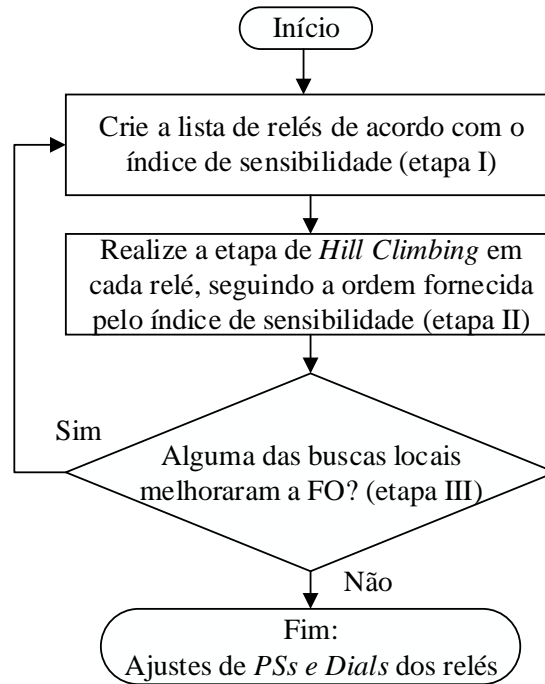 Início
Crie a lista de relés de acordo com o
índice de sensibilidade (etapa I)
Realize a etapa de Hill Climbing em
cada relé, seguindo a ordem fornecida
pelo índice de sensibilidade (etapa II)
Sim
Alguma das buscas locais
melhoraram a FO? (etapa III)
Não
Fim:
Ajustes de PSs e Dials dos relés